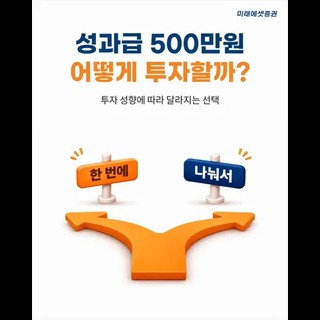 미래에셋증권
성과급 500만원
어떻게 투자할까?
투자 성향에 따라 달라지는 선택
한 번에
나눠서